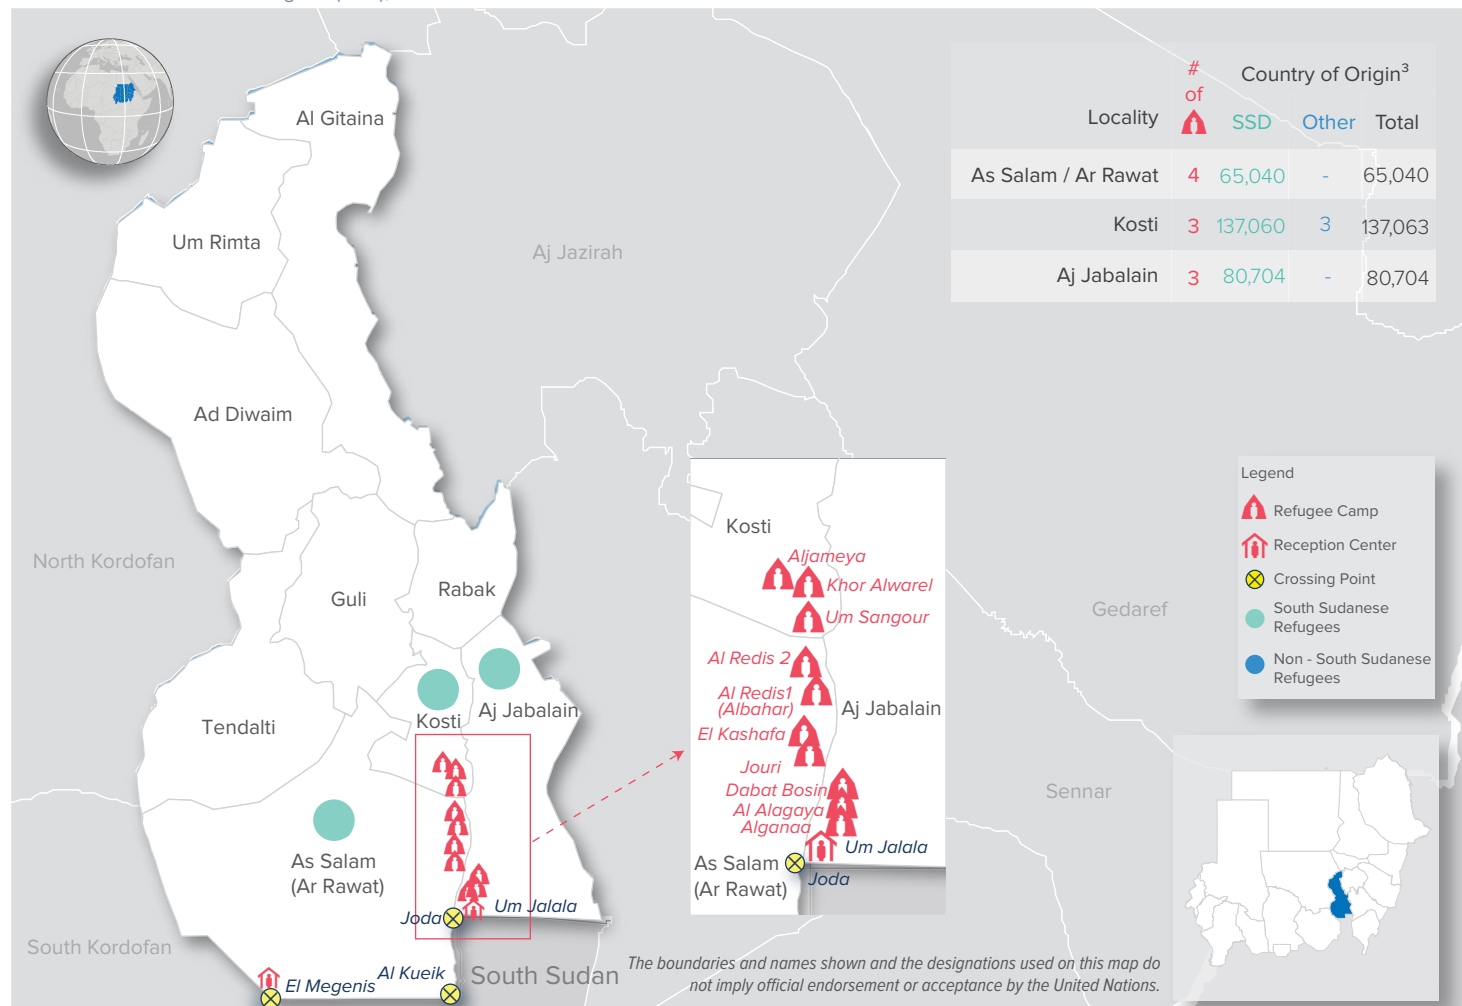 #
of
Country of Origin³
Locality
SSD
Other
Total
As Salam / Ar Rawat
4
65,040
-
65,040
Kosti
3
137,060
3
137,063
Aj Jabalain
3
80,704
-
80,704
Al Gitaina
Um Rimta
Aj Jazirah
Ad Diwaim
North Kordofan
Guli
Rabak
Tendalti
Kosti
Aj Jabalain
As Salam
(Ar Rawat)
Um Jalala
Joda
South Kordofan
El Megenis
Al Kueik
South Sudan
Kosti
Aljameya
Khor Alwarel
Um Sangour
Al Redis 2
Al Redis1
(Albahar)
Aj Jabalain
El Kashafa
Jouri
Dabat Bosin
Al Alagaya
Alganaa
Um Jalala
As Salam
(Ar Rawat)
Joda
Gedaref
Sennar
Legend
Refugee Camp
Reception Center
Crossing Point
South Sudanese
Refugees
Non - South Sudanese
Refugees
The boundaries and names shown and the designations used on this map do
not imply official endorsement or acceptance by the United Nations.